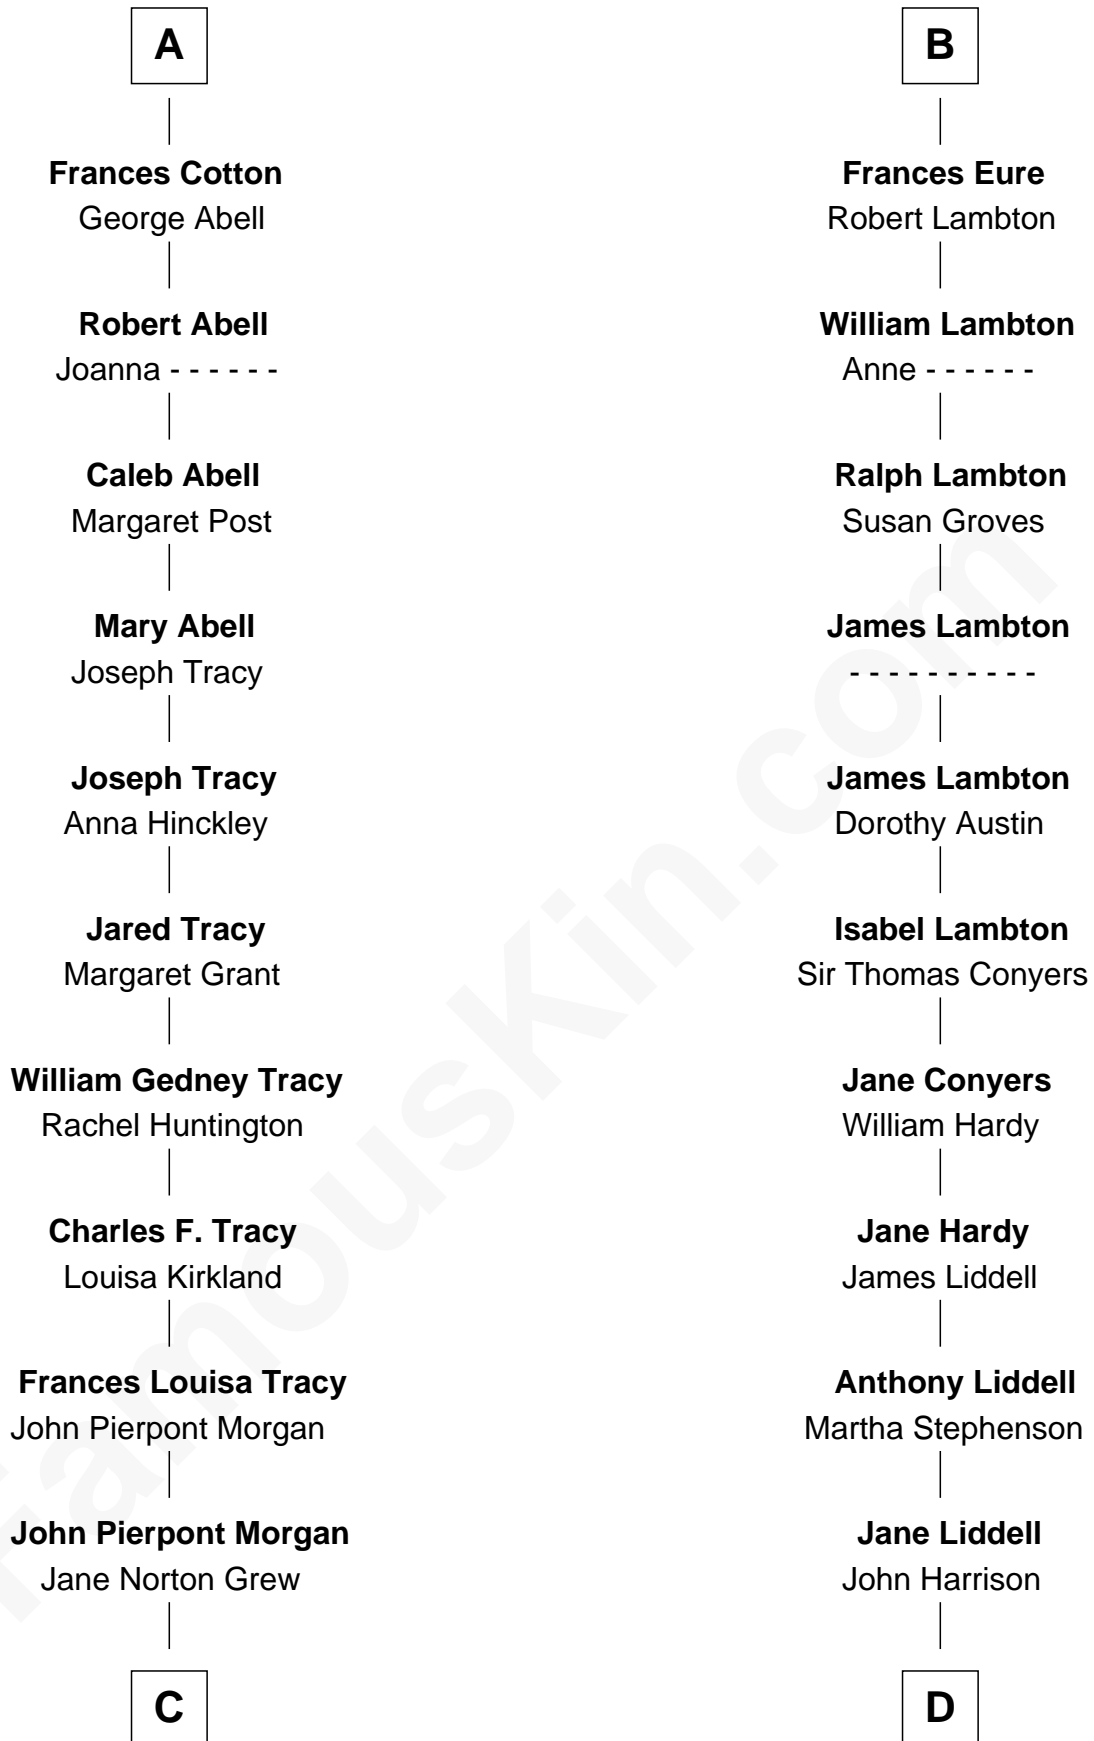 A
Frances Cotton
George Abell
Robert Abell
Joanna - - - - - -
Caleb Abell
Margaret Post
Mary Abell
Joseph Tracy
Joseph Tracy
Anna Hinckley
Jared Tracy
Margaret Grant
William Gedney Tracy
Rachel Huntington
Charles F. Tracy
Louisa Kirkland
Frances Louisa Tracy
John Pierpont Morgan
John Pierpont Morgan
Jane Norton Grew
C
B
Frances Eure
Robert Lambton
William Lambton
Anne - - - - - -
Ralph Lambton
Susan Groves
James Lambton
- - - - - - - - - -
James Lambton
Dorothy Austin
Isabel Lambton
Sir Thomas Conyers
Jane Conyers
William Hardy
Jane Hardy
James Liddell
Anthony Liddell
Martha Stephenson
Jane Liddell
John Harrison
D
FamousKin.com